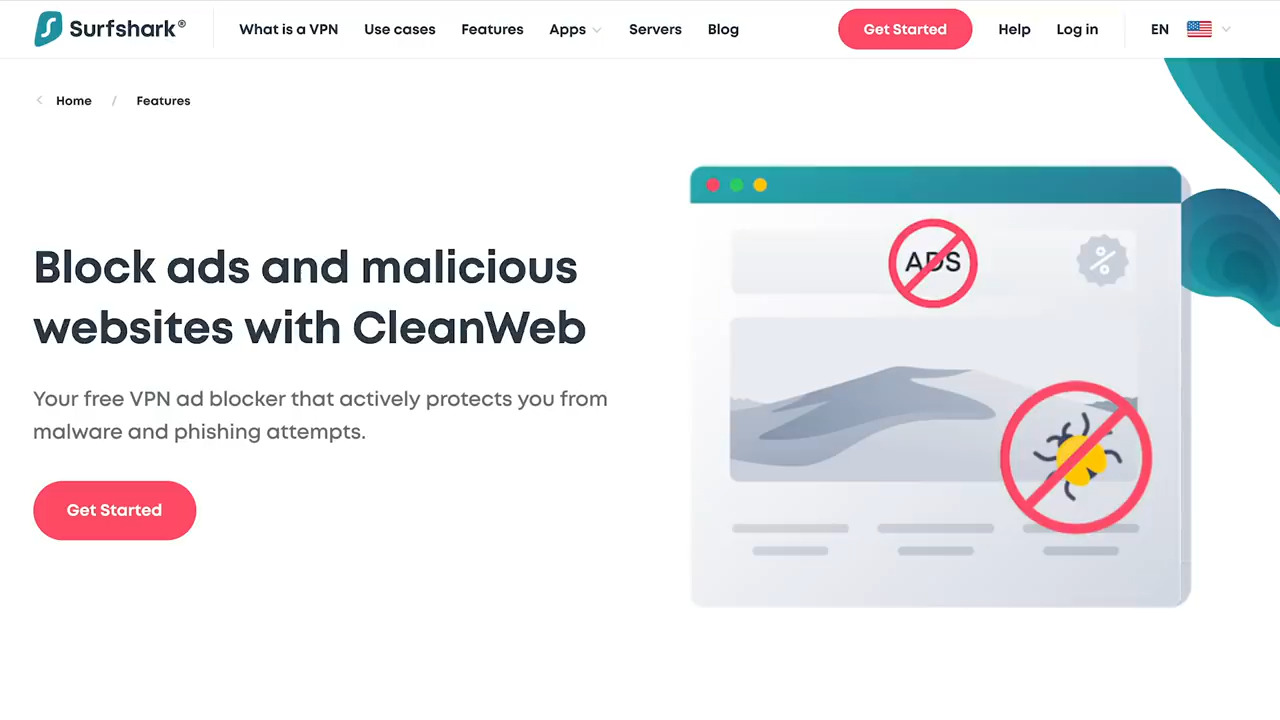 Surfshark®
What is a VPN
Use cases
Features
Apps
Servers
Blog
Get Started
Help
Log in
EN
Home / Features
Block ads and malicious
websites with CleanWeb
Your free VPN ad blocker that actively protects you from
malware and phishing attempts.
Get Started
ADS
%